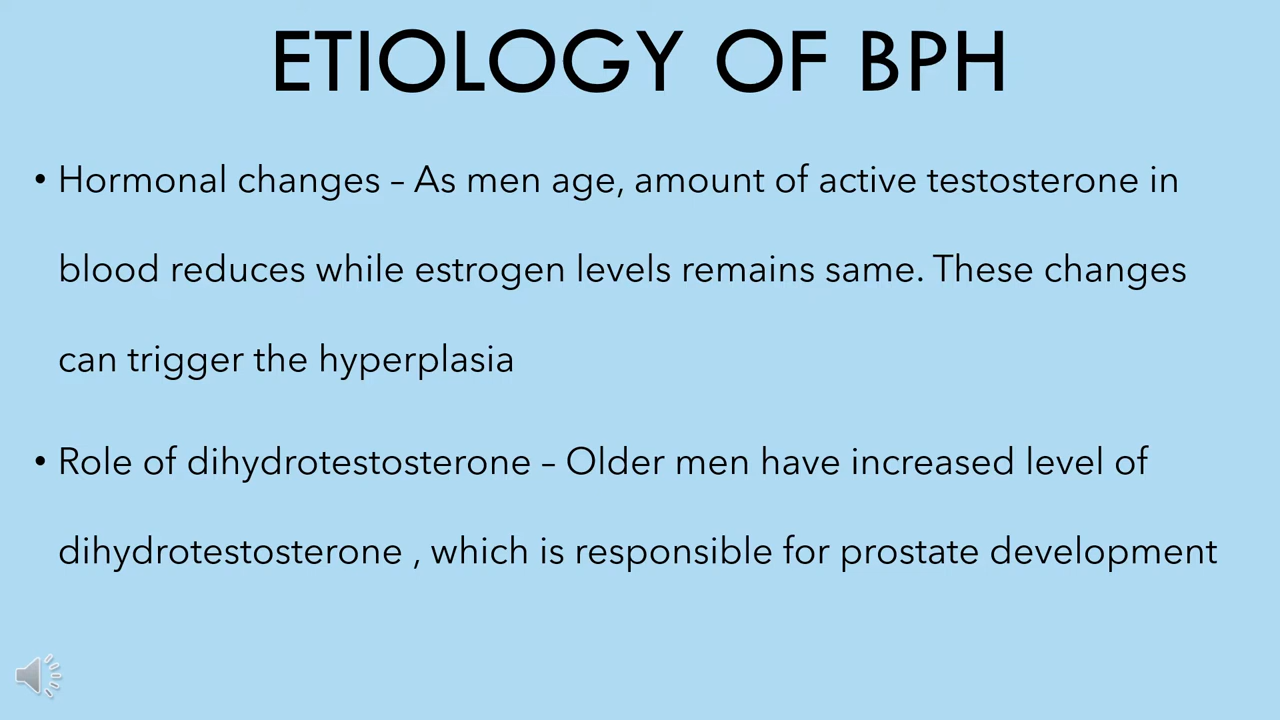 ETIOLOGY OF BPH
• Hormonal changes – As men age, amount of active testosterone in
blood reduces while estrogen levels remains same. These changes
can trigger the hyperplasia
• Role of dihydrotestosterone – Older men have increased level of
dihydrotestosterone , which is responsible for prostate development